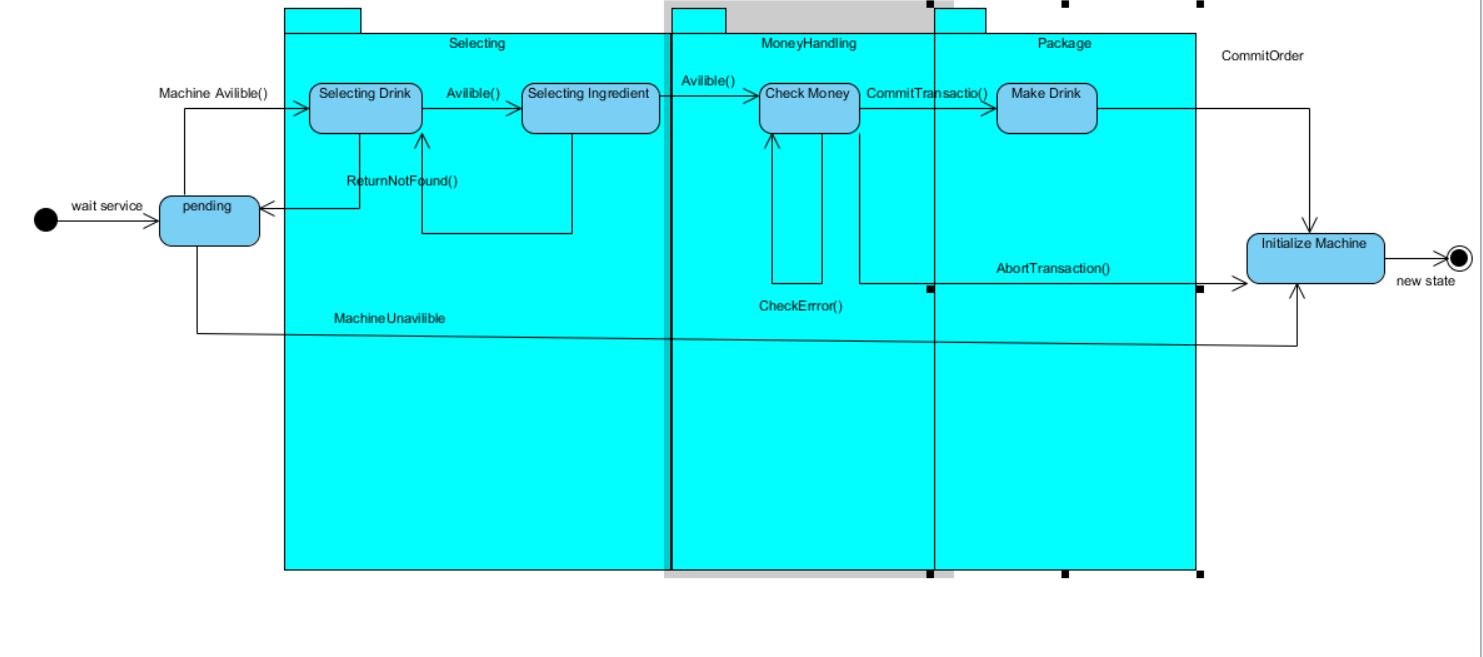 Selecting
MoneyHandling
Package
CommitOrder
Machine Avilible()
Selecting Drink
Avilible()
Selecting Ingredient
Avilible()
Check Money
CommitTransactio()
Make Drink
ReturnNotFound()
wait service
pending
Initialize Machine
AbortTransaction()
new state
CheckErrror()
MachineUnavilible